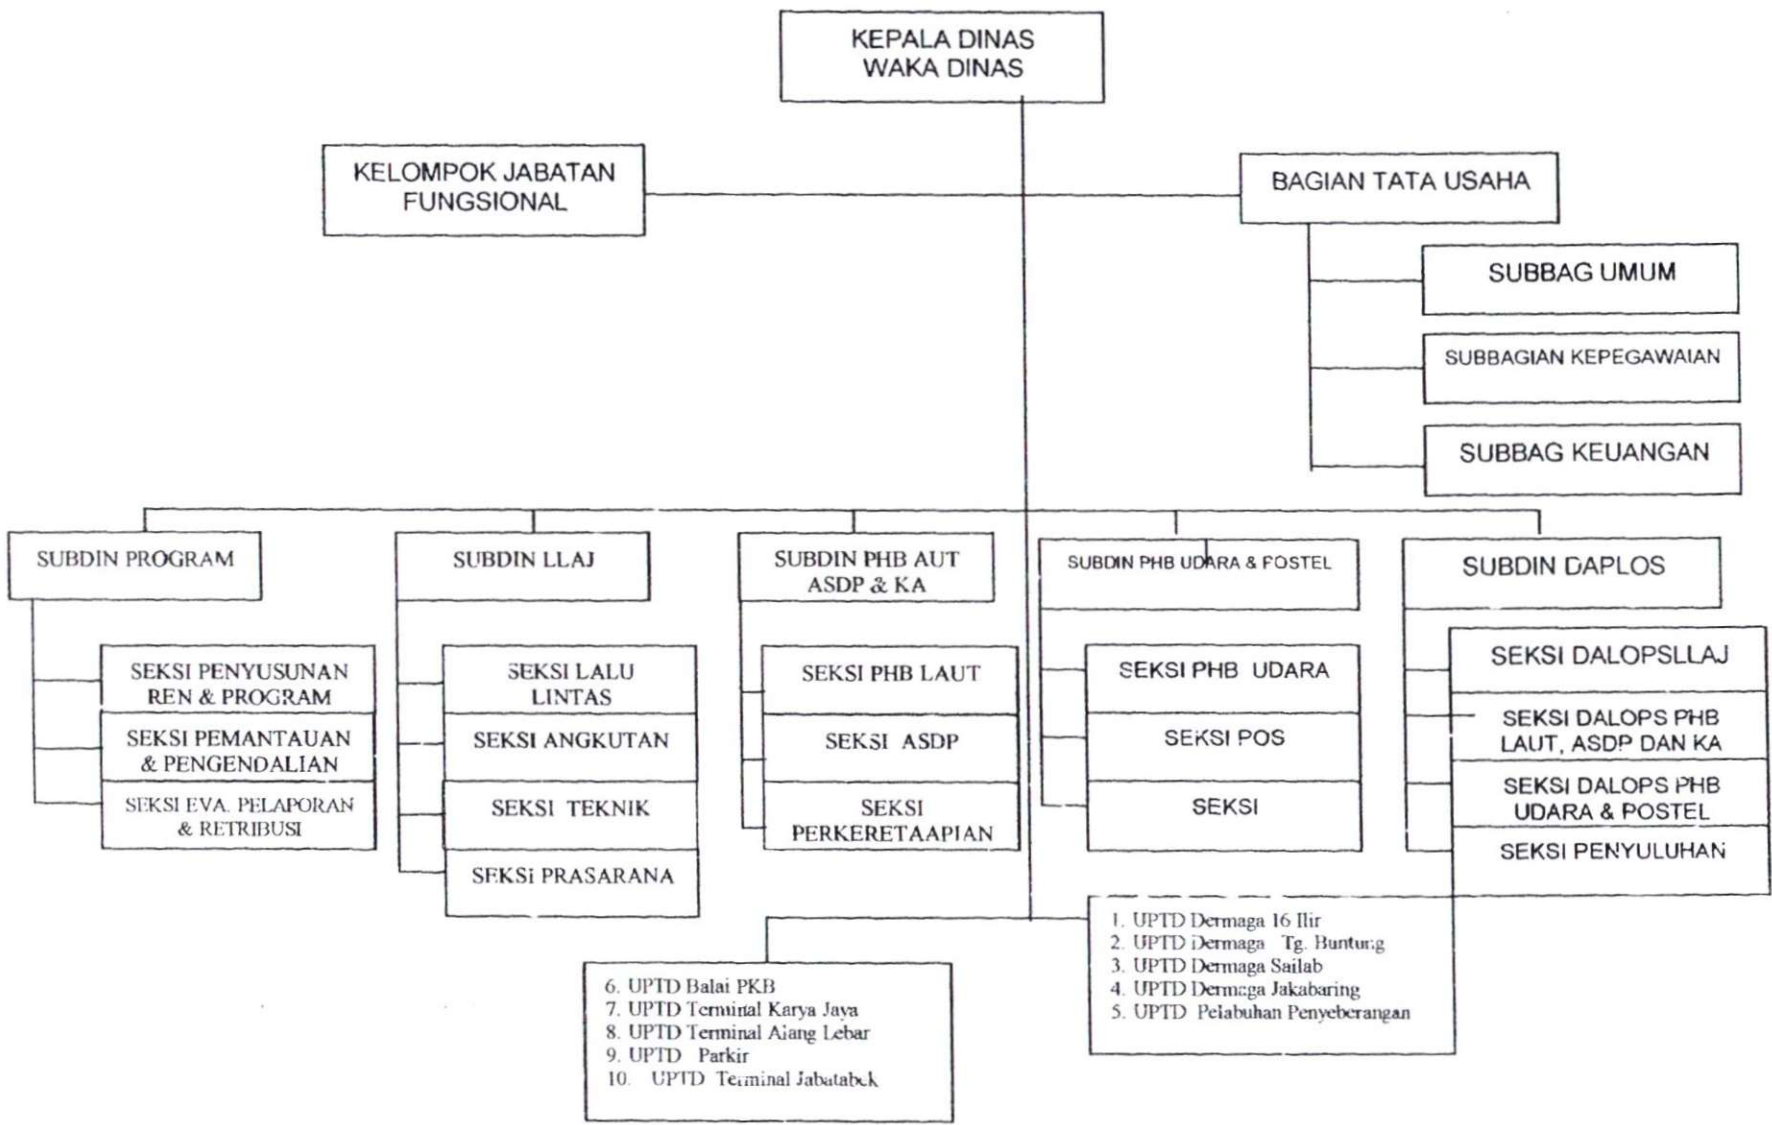 KEPALA DINAS
WAKA DINAS
KELOMPOK JABATAN
FUNGSIONAL
BAGIAN TATA USAHA
SUBBAG UMUM
SUBBAGIAN KEPEGAWAIAN
SUBBAG KEUANGAN
SUBDIN PROGRAM
SEKSI PENYUSUNAN
REN & PROGRAM
SEKSI PEMANTAUAN
& PENGENDALIAN
SEKSI EVA. PELAPORAN
& RETRIBUSI
SUBDIN LLAJ
SEKSI LALU
LINTAS
SEKSI ANGKUTAN
SEKSI TEKNIK
SEKSI PRASARANA
SUBDIN PHB AUT
ASDP & KA
SEKSI PHB LAUT
SEKSI ASDP
SEKSI
PERKERETAAPIAN
SUBDIN PHB UDARA & POSTEL
SEKSI PHB UDARA
SEKSI POS
SEKSI
SUBDIN DAPLOS
SEKSI DALOPSLLAJ
SEKSI DALOPS PHB
LAUT, ASDP DAN KA
SEKSI DALOPS PHB
UDARA & POSTEL
SEKSI PENYULUHAN
1. UPTD Dermaga 16 Ilir
2. UPTD Dermaga Tg. Buntung
3. UPTD Dermaga Sailab
4. UPTD Dermaga Jakabaring
5. UPTD Pelabuhan Penyeberangan
6. UPTD Balai PKB
7. UPTD Terminal Karya Jaya
8. UPTD Terminal Alang Lebar
9. UPTD Parkir
10. UPTD Terminal Jabatabek